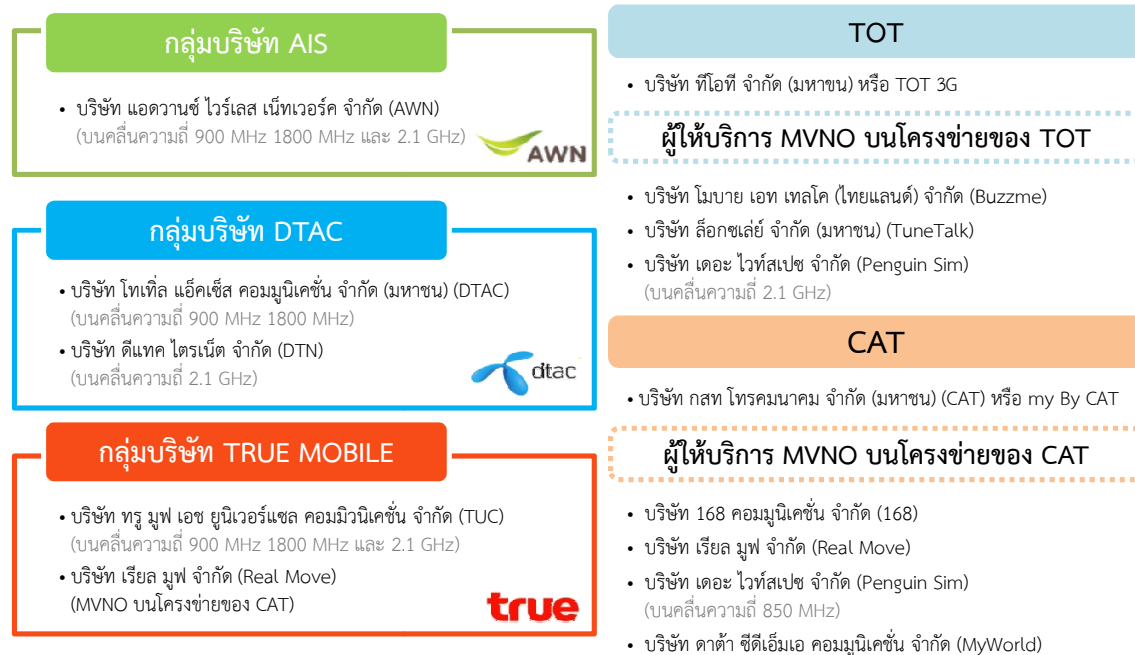 กลุ่มบริษัท AIS
• บริษัท แอดวานซ์ ไวร์เลส เน็ทเวอร์ค จำกัด (AWN)
(บนคลื่นความถี่ 900 MHz 1800 MHz และ 2.1 GHz)
AWN
กลุ่มบริษัท DTAC
• บริษัท โทเทิ่ล แอ็คเซ็ส คอมมูนิเคชั่น จำกัด (มหาชน) (DTAC)
(บนคลื่นความถี่ 900 MHz 1800 MHz)
• บริษัท ดีแทค ไตรเน็ต จำกัด (DTN)
(บนคลื่นความถี่ 2.1 GHz)
dtac
กลุ่มบริษัท TRUE MOBILE
• บริษัท ทรู มูฟ เอช ยูนิเวอร์แซล คอมมิวนิเคชั่น จำกัด (TUC)
(บนคลื่นความถี่ 900 MHz 1800 MHz และ 2.1 GHz)
• บริษัท เรียล มูฟ จำกัด (Real Move)
(MVNO บนโครงข่ายของ CAT)
true
TOT
• บริษัท ทีโอที จำกัด (มหาขน) หรือ TOT 3G
ผู้ให้บริการ MVNO บนโครงข่ายของ TOT
• บริษัท โมบาย เอท เทลโค (ไทยแลนด์) จำกัด (Buzzme)
• บริษัท ล็อกซเล่ย์ จำกัด (มหาชน) (TuneTalk)
• บริษัท เดอะ ไวท์สเปซ จำกัด (Penguin Sim)
(บนคลื่นความถี่ 2.1 GHz)
CAT
• บริษัท กสท โทรคมนาคม จำกัด (มหาชน) (CAT) หรือ my By CAT
ผู้ให้บริการ MVNO บนโครงข่ายของ CAT
• บริษัท 168 คอมมูนิเคชั่น จำกัด (168)
• บริษัท เรียล มูฟ จำกัด (Real Move)
• บริษัท เดอะ ไวท์สเปซ จำกัด (Penguin Sim)
(บนคลื่นความถี่ 850 MHz)
• บริษัท ดาต้า ซีดีเอ็มเอ คอมมูนิเคชั่น จำกัด (MyWorld)